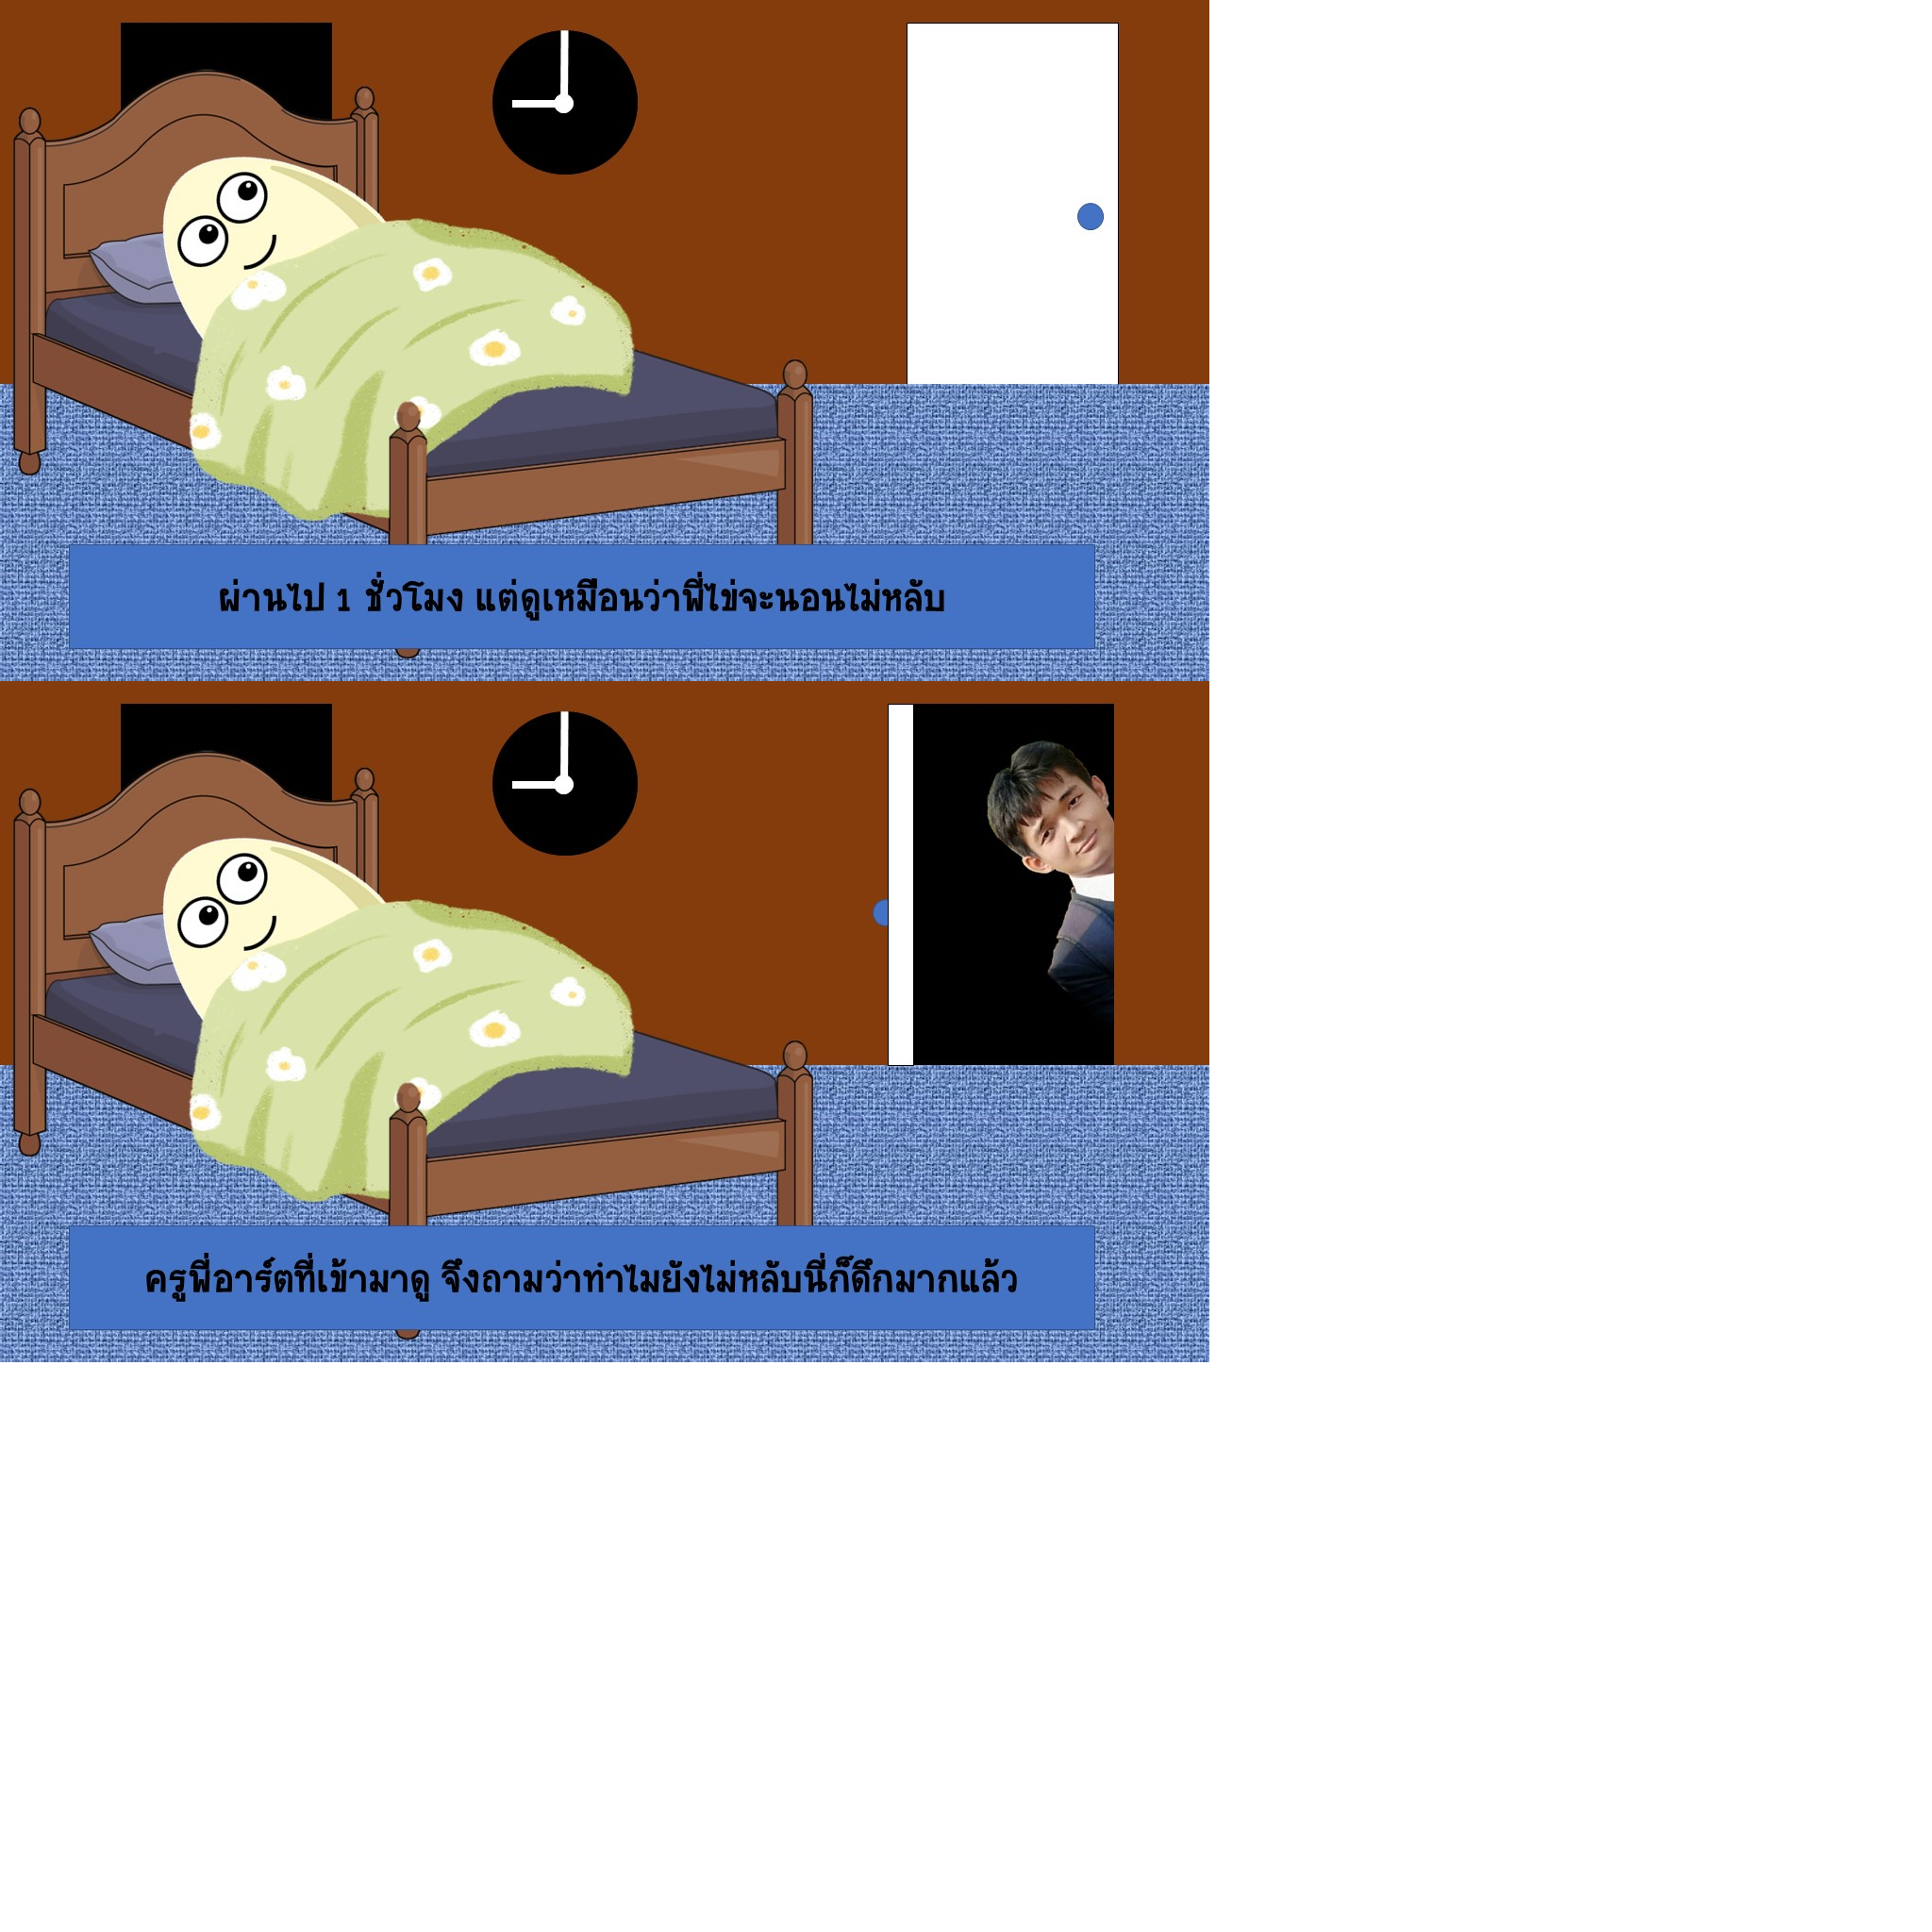 ผ่านไป 1 ชั่วโมง แต่ดูเหมือนว่าพี่ไข่จะนอนไม่หลับ
ครูพี่อาร์ตที่เข้ามาดู จึงถามว่าทำไมยังไม่หลับนี่ก็ดึกมากแล้ว